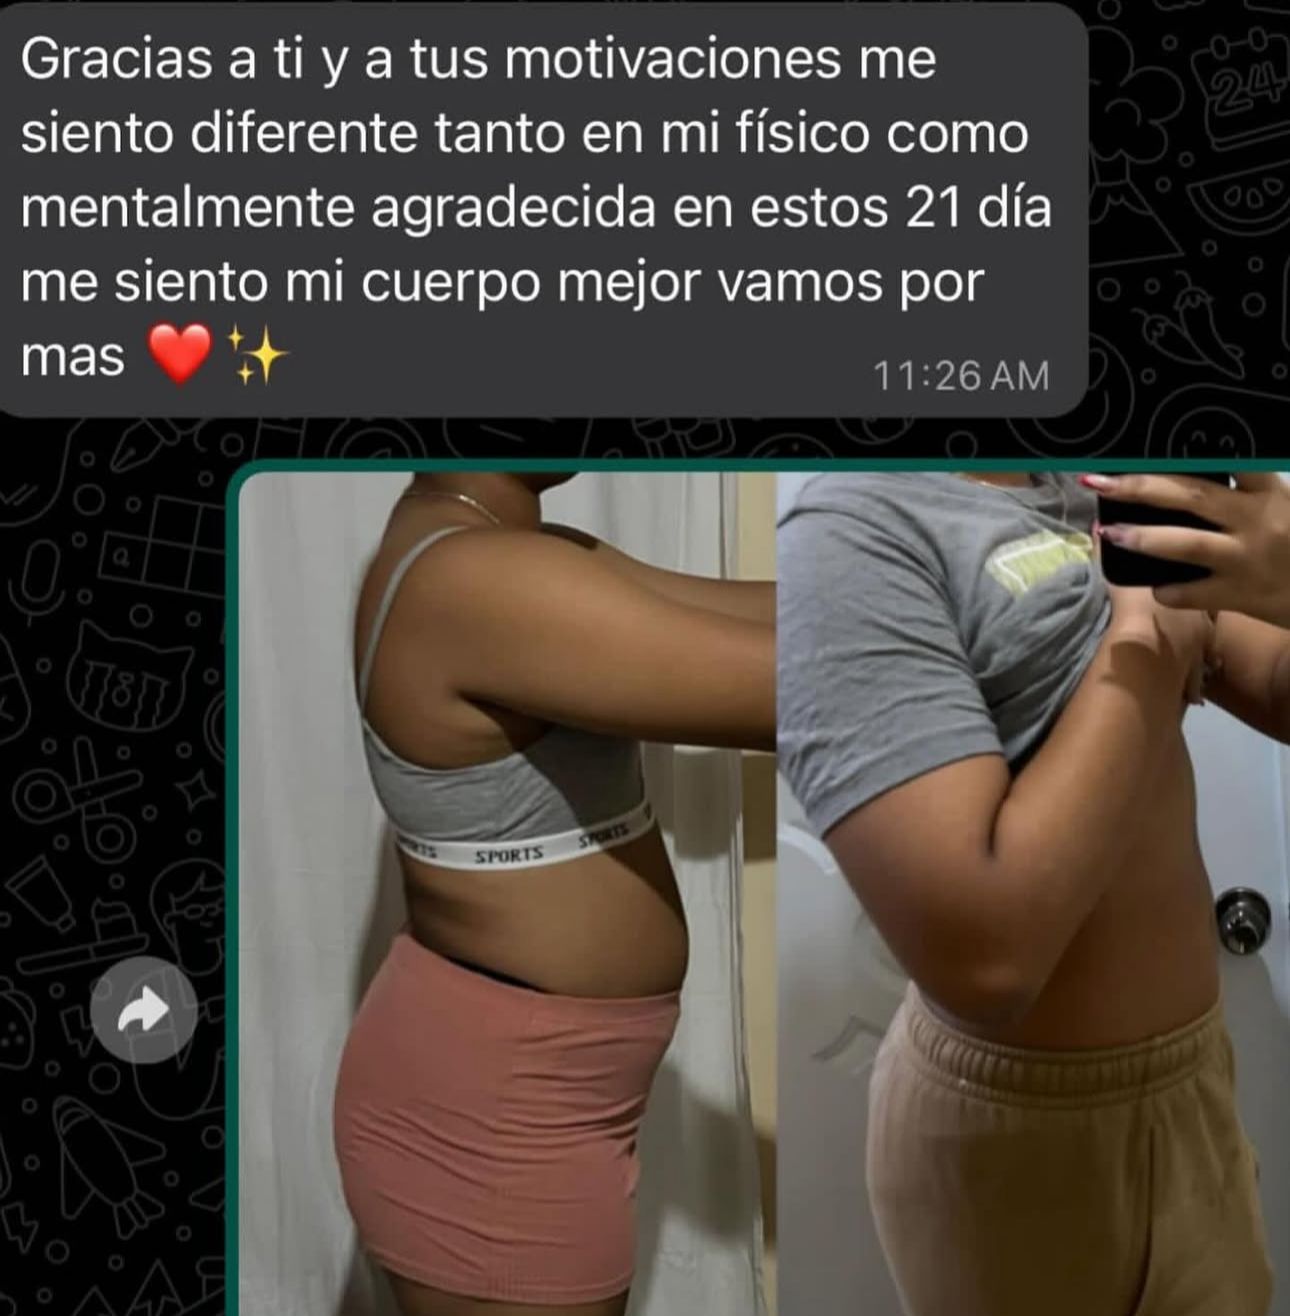 Gracias a ti y a tus motivaciones me
siento diferente tanto en mi físico como
mentalmente agradecida en estos 21 día
me siento mi cuerpo mejor vamos por
mas ❤️✨
11:26 AM
24
SPORTS SPORTS